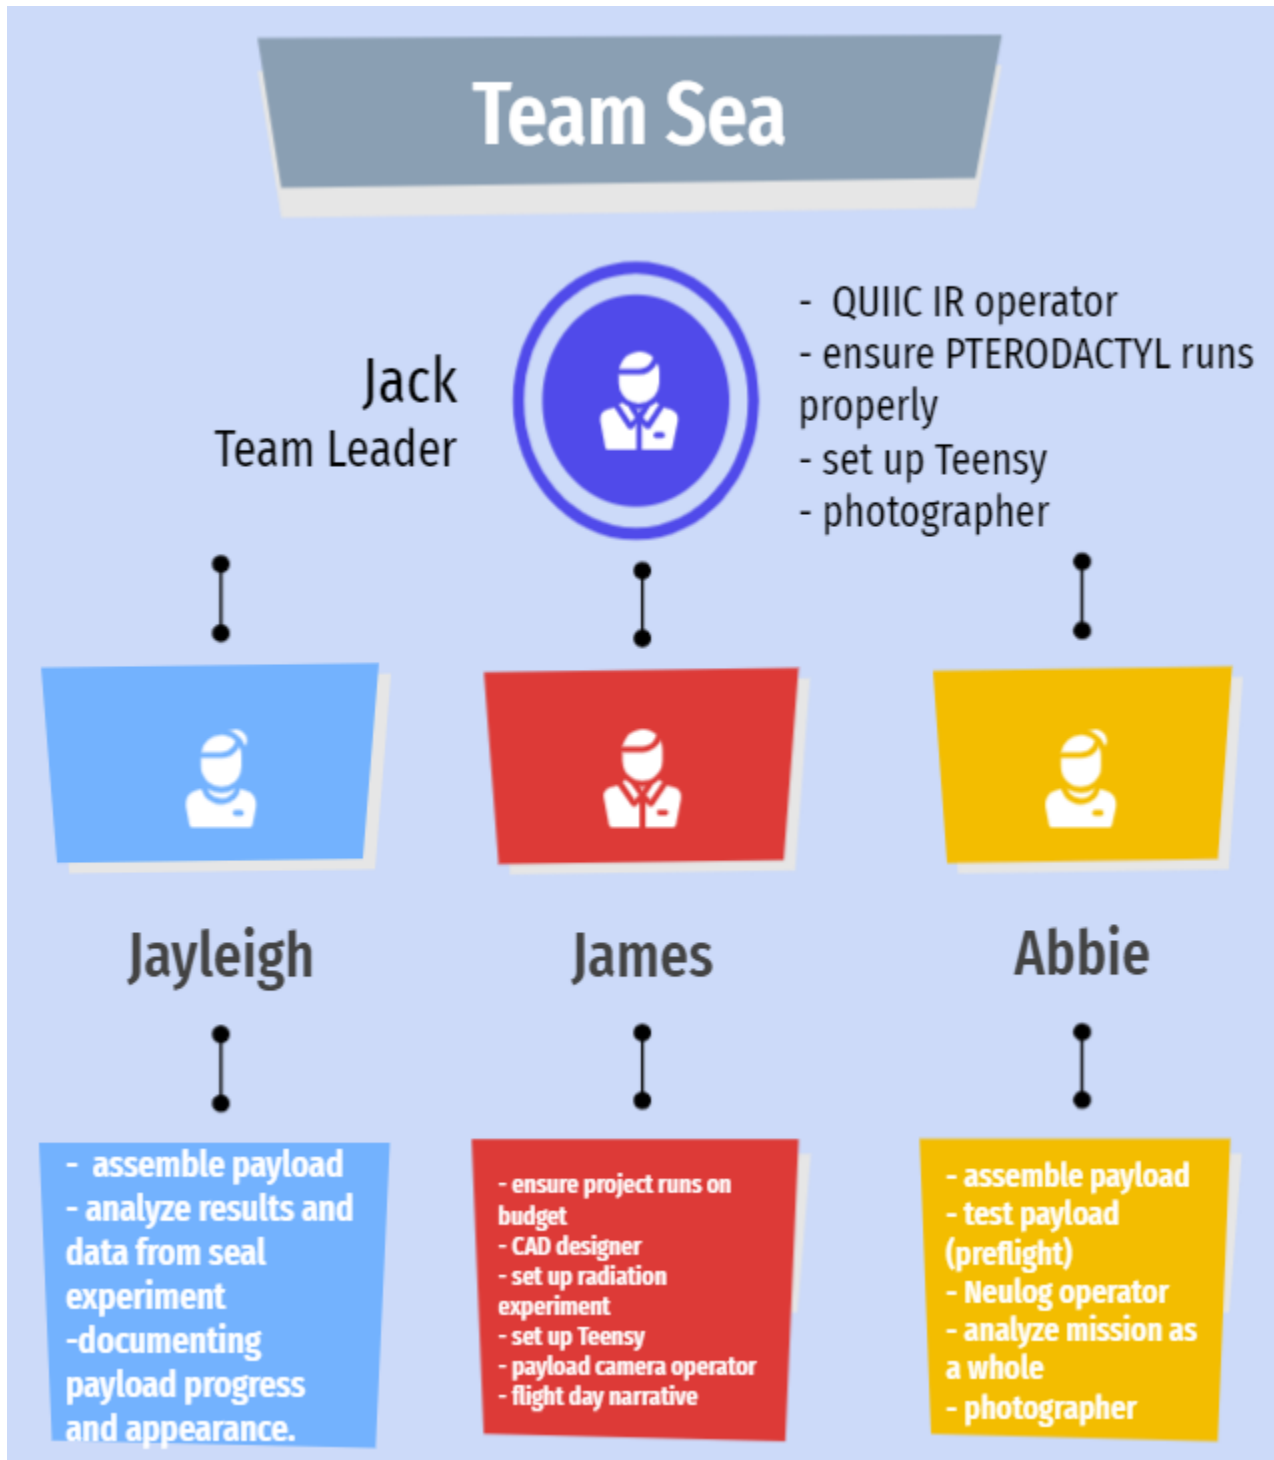 Team Sea
Jack
Team Leader
- QUIIC IR operator
- ensure PTERODACTYL runs
properly
- set up Teensy
- photographer
Jayleigh
James
Abbie
- assemble payload
- analyze results and
data from seal
experiment
-documenting
payload progress
and appearance.
- ensure project runs on
budget
- CAD designer
- set up radiation
experiment
- set up Teensy
- payload camera operator
- flight day narrative
- assemble payload
- test payload
(preflight)
- Neulog operator
- analyze mission as
a whole
- photographer